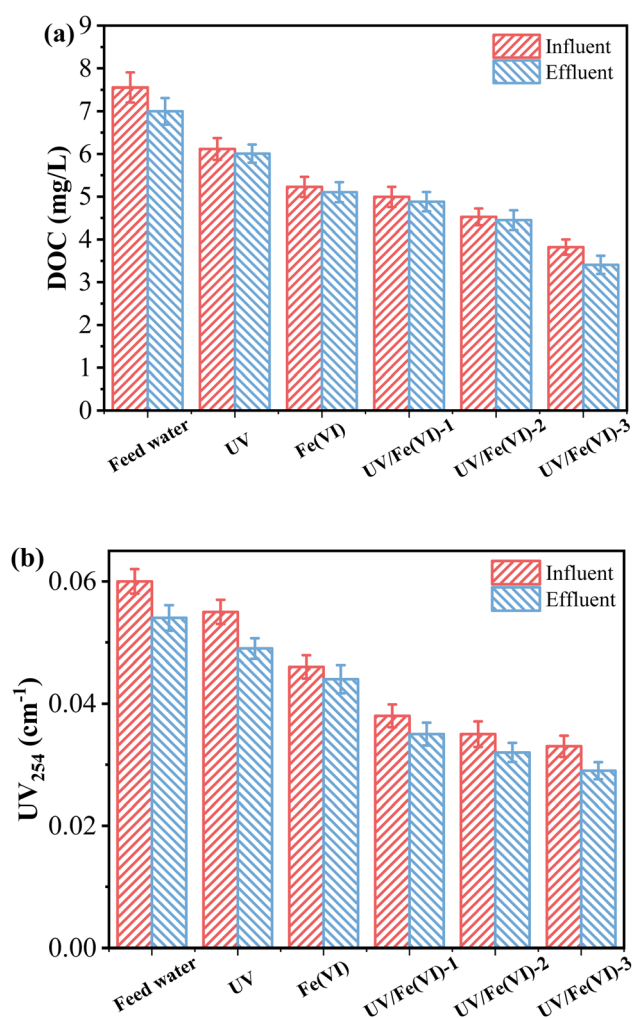 (a)
9
8
7
6
5
4
3
2
1
0
DOC (mg/L)
Influent
Effluent
Feed water
UV
Fe(VI)
UV/Fe(VI)-1
UV/Fe(VI)-2
UV/Fe(VI)-3
(b)
0.06
0.04
0.02
0.00
UV254 (cm-1)
Influent
Effluent
Feed water
UV
Fe(VI)
UV/Fe(VI)-1
UV/Fe(VI)-2
UV/Fe(VI)-3